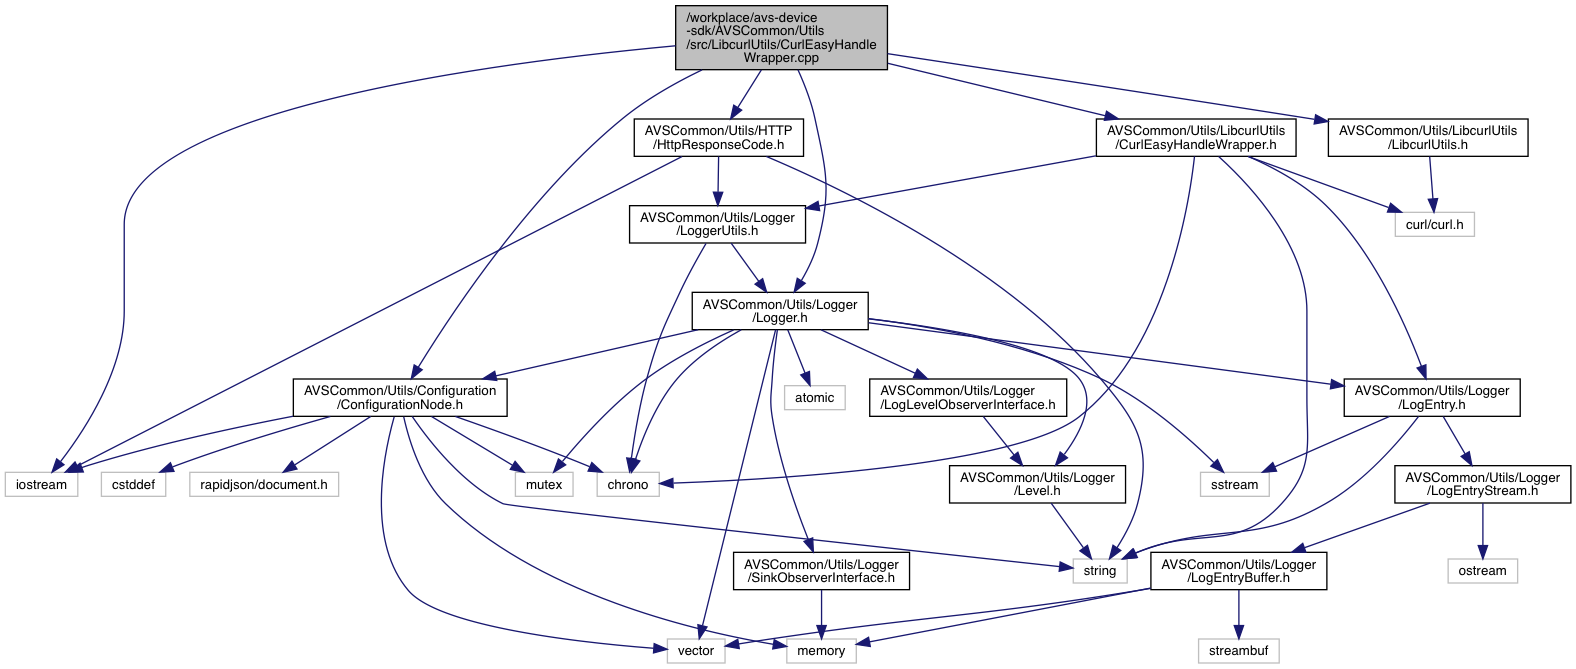 /workplace/avs-device
-sdk/AVSCommon/Utils
/src/LibcurlUtils/CurlEasyHandle
Wrapper.cpp
AVSCommon/Utils/HTTP
/HttpResponseCode.h
AVSCommon/Utils/LibcurlUtils
/CurlEasyHandleWrapper.h
AVSCommon/Utils/LibcurlUtils
/LibcurlUtils.h
AVSCommon/Utils/Logger
/LoggerUtils.h
curl/curl.h
AVSCommon/Utils/Logger
/Logger.h
AVSCommon/Utils/Configuration
/ConfigurationNode.h
atomic
AVSCommon/Utils/Logger
/LogLevelObserverInterface.h
AVSCommon/Utils/Logger
/LogEntry.h
iostream
cstddef
rapidjson/document.h
mutex
chrono
AVSCommon/Utils/Logger
/Level.h
sstream
AVSCommon/Utils/Logger
/LogEntryStream.h
AVSCommon/Utils/Logger
/SinkObserverInterface.h
string
AVSCommon/Utils/Logger
/LogEntryBuffer.h
ostream
vector
memory
streambuf